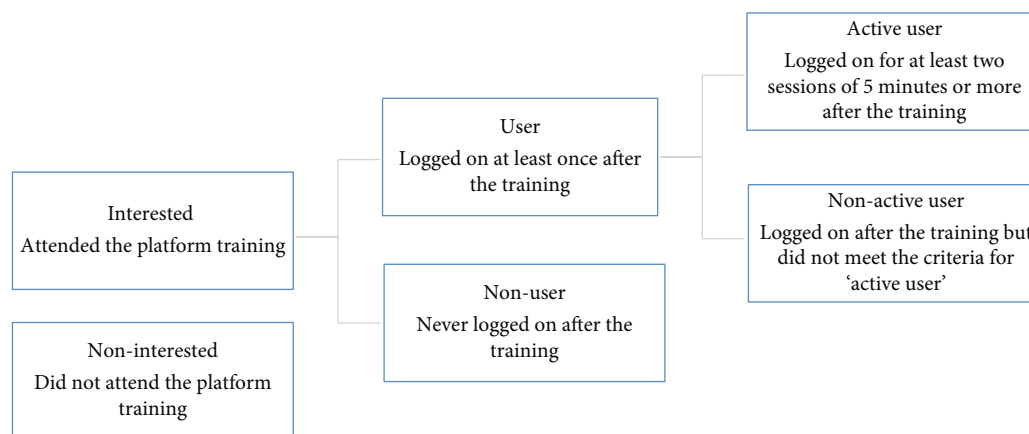 Interested
Attended the platform training
Non-interested
Did not attend the platform
training
User
Logged on at least once after
the training
Non-user
Never logged on after the
training
Active user
Logged on for at least two
sessions of 5 minutes or more
after the training
Non-active user
Logged on after the training but
did not meet the criteria for
‘active user’